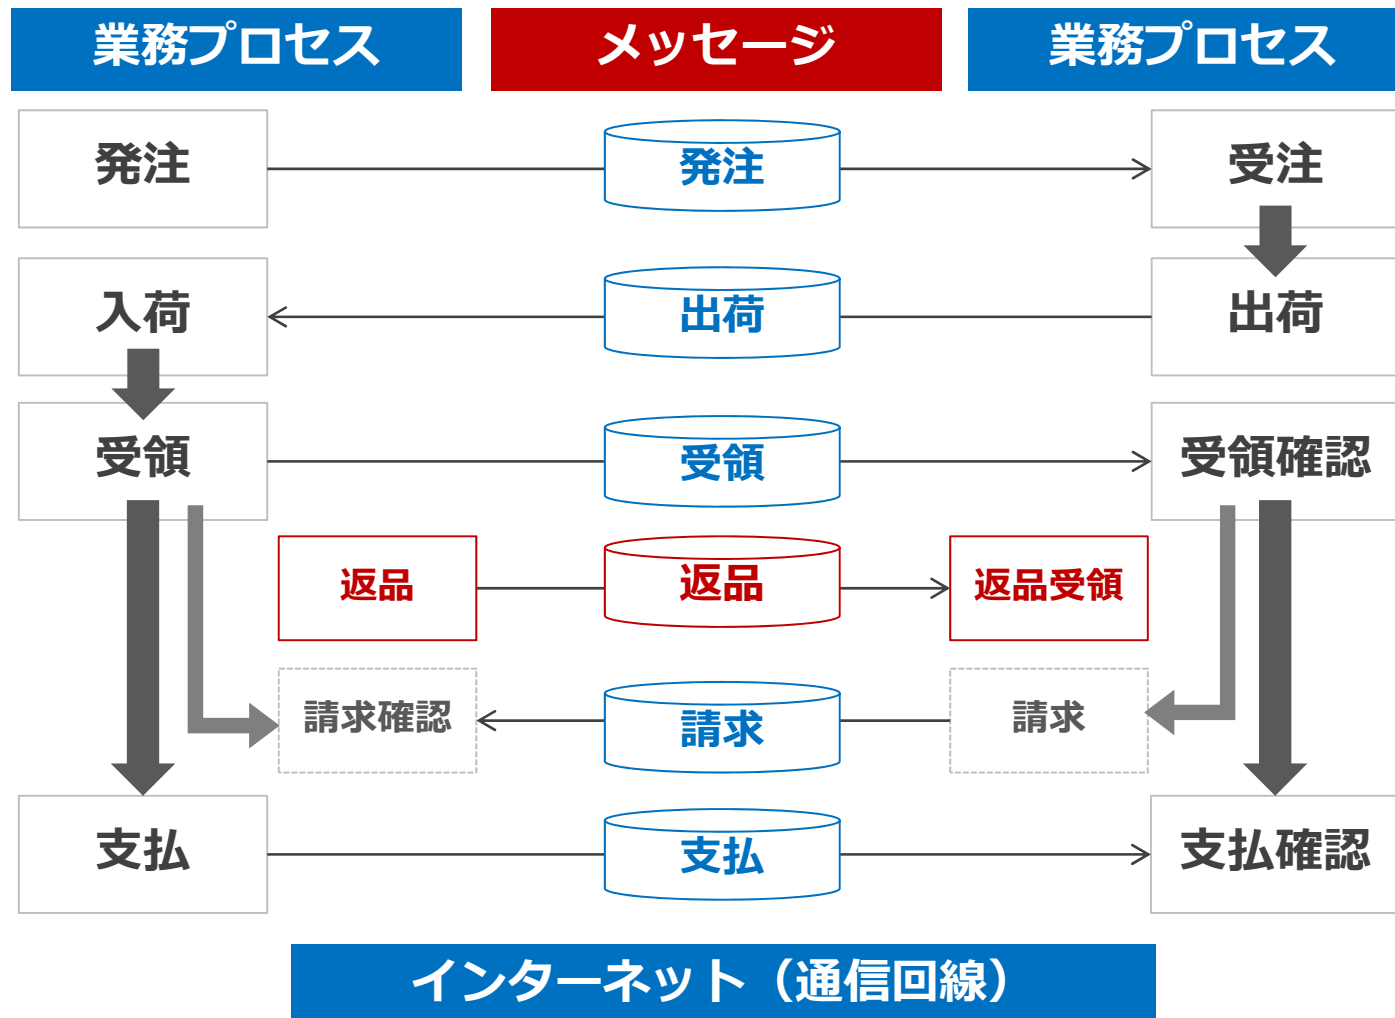 業務プロセス
メッセージ
業務プロセス
発注
発注
受注
入荷
出荷
出荷
受領
受領
受領確認
返品
返品
返品受領
請求確認
請求
請求
支払
支払
支払確認
インターネット（通信回線）